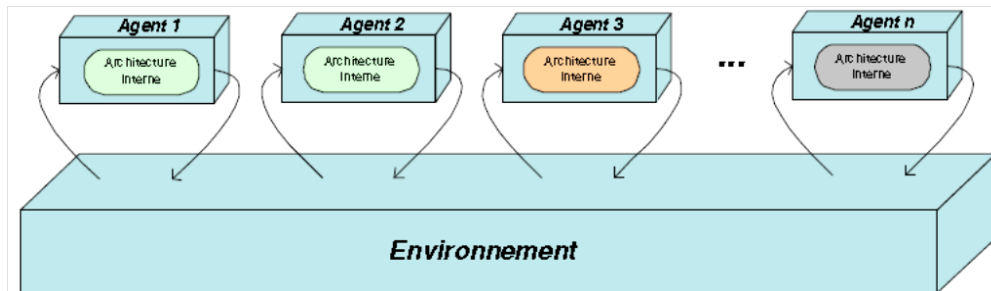 Agent 1
Architecture
Interne
Agent 2
Architecture
Interne
Agent 3
Architecture
Interne
...
Agent n
Architecture
Interne
Environnement